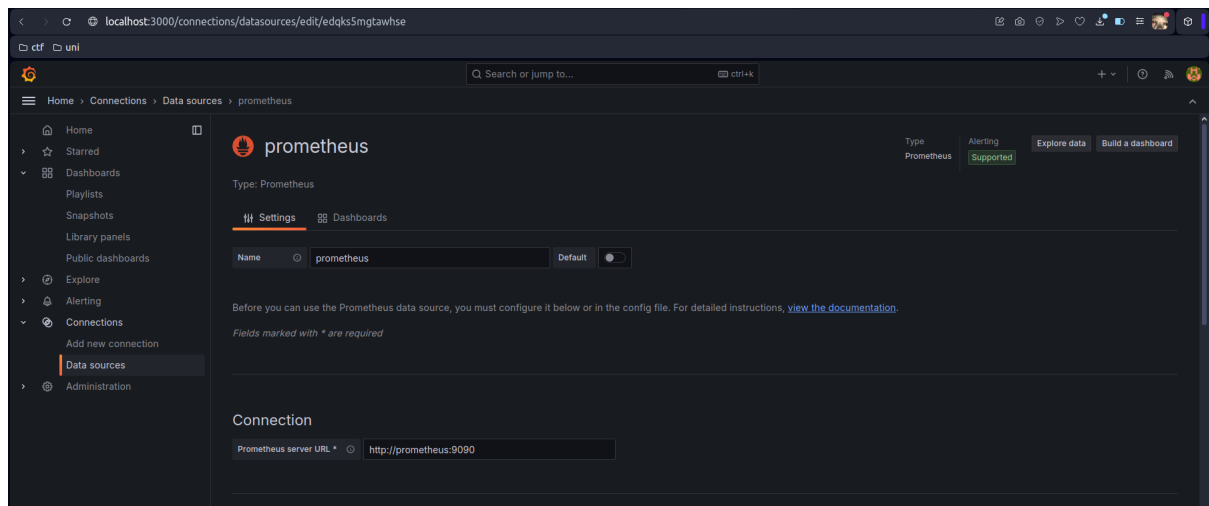 localhost:3000/connections/datasources/edit/edqks5mgtawhse
ctf uni
Search or jump to... ctrl+k
Home › Connections › Data sources › prometheus
Home
Starred
Dashboards
Playlists
Snapshots
Library panels
Public dashboards
Explore
Alerting
Connections
Add new connection
Data sources
Administration
prometheus
Type
Prometheus
Alerting
Supported
Explore data
Build a dashboard
Type: Prometheus
Settings Dashboards
Name prometheus Default
Before you can use the Prometheus data source, you must configure it below or in the config file. For detailed instructions, view the documentation.
Fields marked with * are required
Connection
Prometheus server URL * http://prometheus:9090